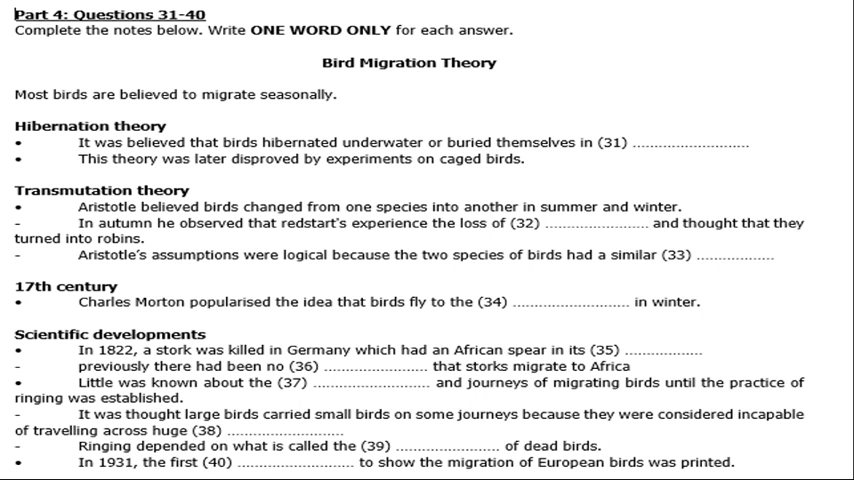 Part 4: Questions 31-40
Complete the notes below. Write ONE WORD ONLY for each answer.
Bird Migration Theory
Most birds are believed to migrate seasonally.
Hibernation theory
• It was believed that birds hibernated underwater or buried themselves in (31) ..............................
• This theory was later disproved by experiments on caged birds.
Transmutation theory
• Aristotle believed birds changed from one species into another in summer and winter.
- In autumn he observed that redstart's experience the loss of (32) ........................... and thought that they
turned into robins.
- Aristotle's assumptions were logical because the two species of birds had a similar (33) ....................
17th century
• Charles Morton popularised the idea that birds fly to the (34) .............................. in winter.
Scientific developments
• In 1822, a stork was killed in Germany which had an African spear in its (35) ....................
- previously there had been no (36) ........................... that storks migrate to Africa
• Little was known about the (37) .............................. and journeys of migrating birds until the practice of
ringing was established.
- It was thought large birds carried small birds on some journeys because they were considered incapable
of travelling across huge (38) ..............................
- Ringing depended on what is called the (39) ........................... of dead birds.
• In 1931, the first (40) .............................. to show the migration of European birds was printed.